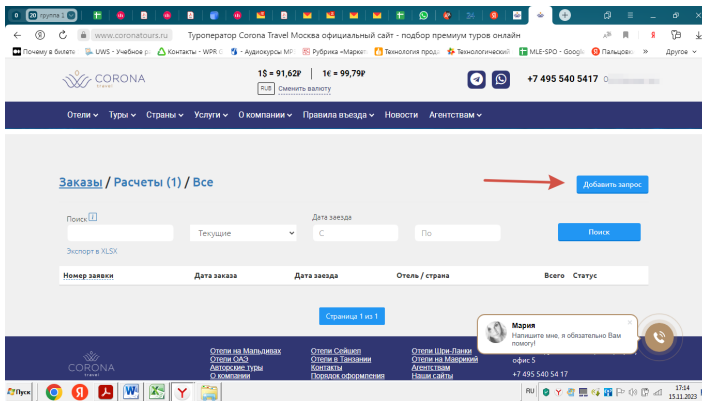 20 группа 1
24
www.coronatours.ru Туроператор Corona Travel Москва официальный сайт - подбор премиум туров онлайн
Почему в билете UWS - Учебное Контакты - WPR Аудиокурсы MP Рубрика «Маркет Технология прода Технологический MLE-SPO - Google Пальцовка » Другое
CORONA
travel
1$ = 91,62₽ 1€ = 99,79₽
RUB Сменить валюту
+7 495 540 5417
Отели Туры Страны Услуги О компании Правила въезда Новости Агентствам
Заказы / Расчеты (1) / Все
Добавить запрос
Поиск i
Дата заезда
Текущие
С
По
Поиск
Экспорт в XLSX
Номер заявки Дата заказа Дата заезда Отель / страна Всего Статус
Страница 1 из 1
Мария
Напишите мне, я обязательно Вам
помогу!
CORONA
travel
Отели на Мальдивах
Отели ОАЭ
Авторские туры
О компании
Отели Сейшел
Отели в Танзании
Контакты
Порядок оформления
Отели Шри-Ланки
Отели на Маврикий
Агентствам
Наши сайты
офис 5
+7 495 540 54 17
Пуск
RU
17:14
15.11.2023